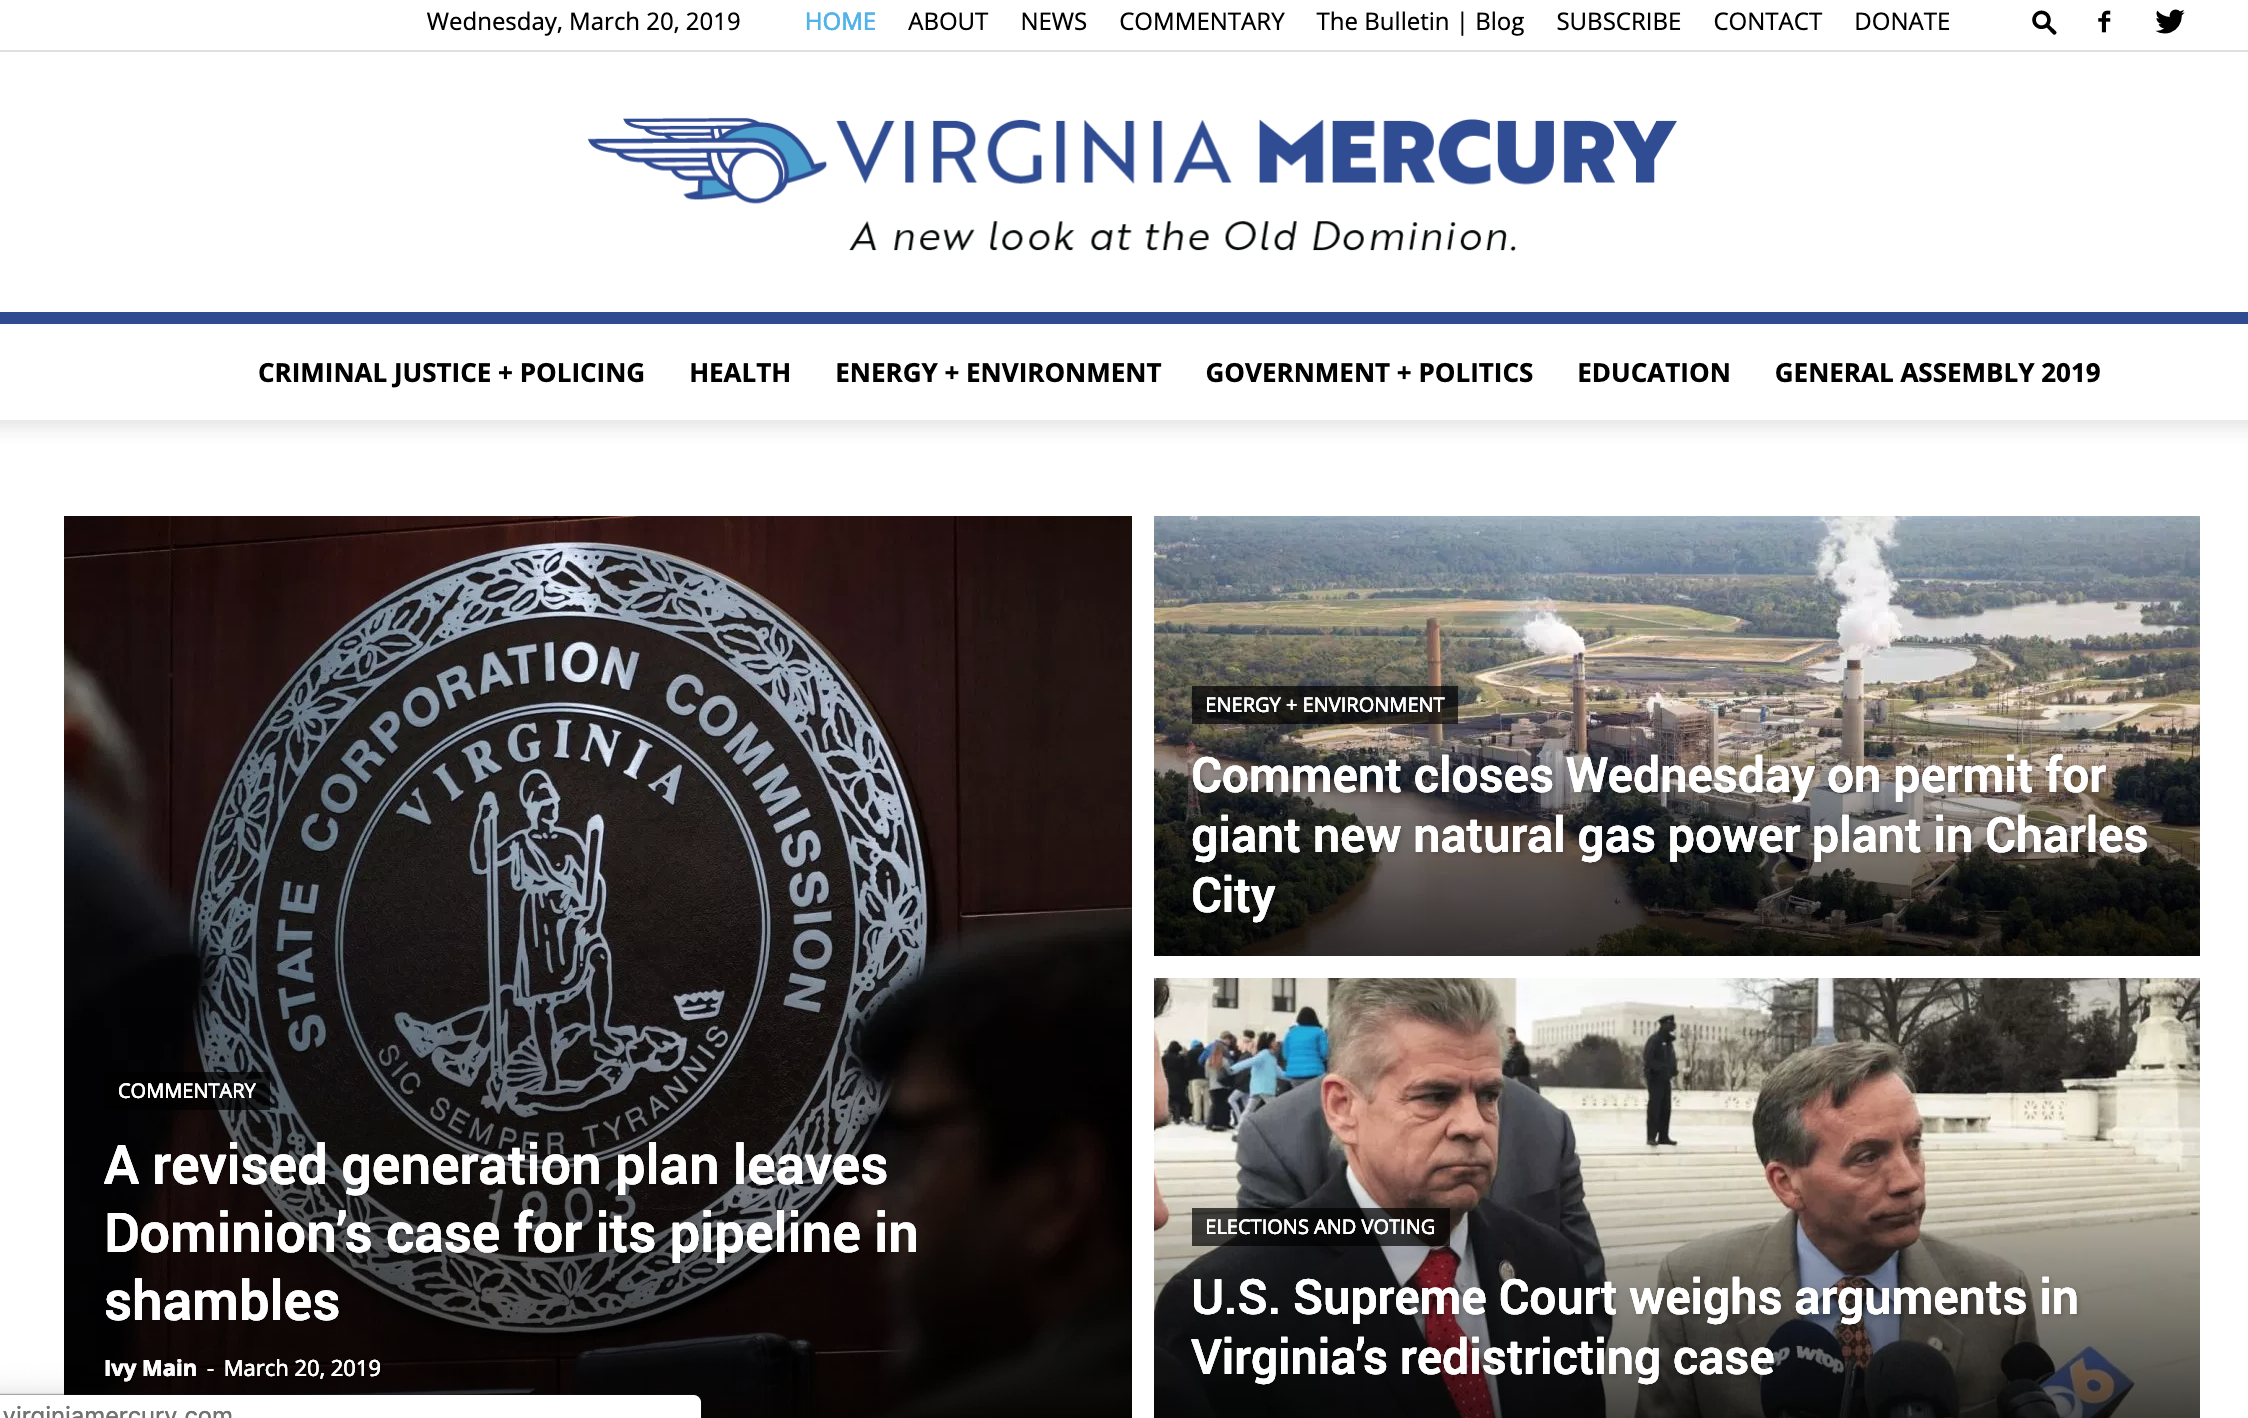 Wednesday, March 20, 2019 HOME ABOUT NEWS COMMENTARY The Bulletin | Blog SUBSCRIBE CONTACT DONATE
VIRGINIA MERCURY
A new look at the Old Dominion.
CRIMINAL JUSTICE + POLICING HEALTH ENERGY + ENVIRONMENT GOVERNMENT + POLITICS EDUCATION GENERAL ASSEMBLY 2019
STATE CORPORATION COMMISSION
VIRGINIA
SIC SEMPER TYRANNIS
1903
COMMENTARY
A revised generation plan leaves
Dominion’s case for its pipeline in
shambles
Ivy Main - March 20, 2019
ENERGY + ENVIRONMENT
Comment closes Wednesday on permit for
giant new natural gas power plant in Charles
City
ELECTIONS AND VOTING
U.S. Supreme Court weighs arguments in
Virginia’s redistricting case
wtop
6
virginiamercury.com